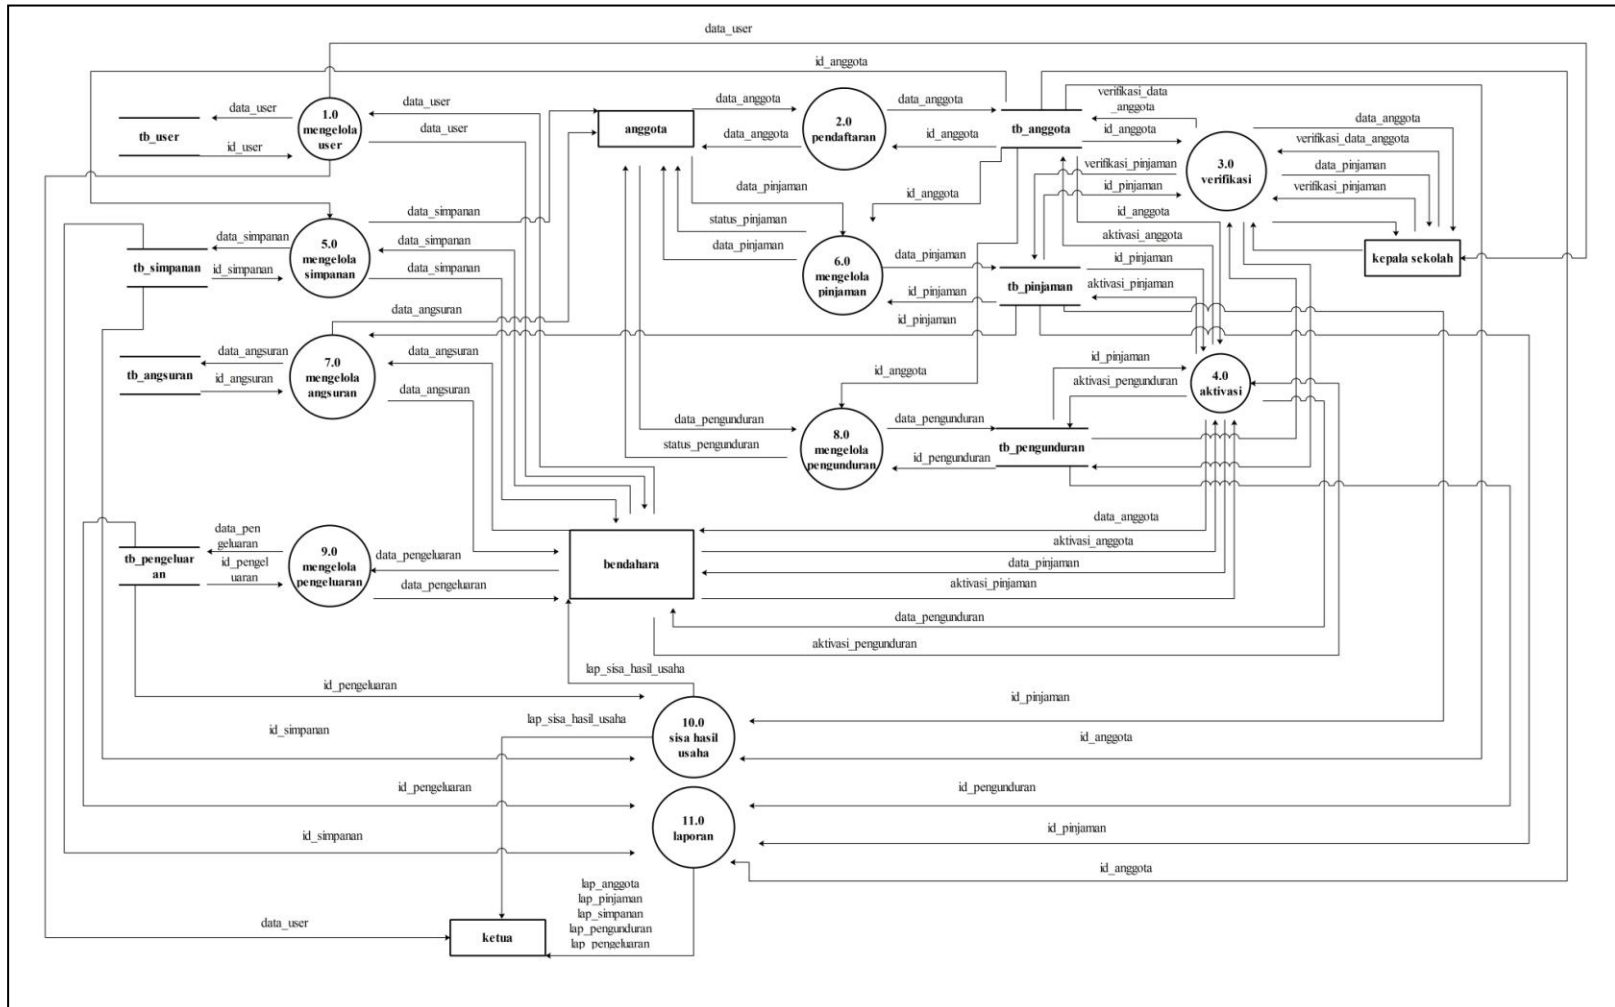 data_user
id_anggota
data_user
data_user
data_user
id_user
tb_user
1.0
mengelola
user
anggota
data_anggota
data_anggota
2.0
pendaftaran
data_anggota
id_anggota
tb_anggota
verifikasi_data
_anggota
id_anggota
verifikasi_pinjaman
id_pinjaman
id_anggota
aktivasi_anggota
3.0
verifikasi
data_anggota
verifikasi_data_anggota
data_pinjaman
verifikasi_pinjaman
kepala sekolah
data_simpanan
data_simpanan
data_simpanan
data_simpanan
id_simpanan
tb_simpanan
5.0
mengelola
simpanan
data_pinjaman
status_pinjaman
data_pinjaman
id_anggota
6.0
mengelola
pinjaman
data_pinjaman
id_pinjaman
id_pinjaman
tb_pinjaman
id_pinjaman
aktivasi_pinjaman
data_angsuran
data_angsuran
data_angsuran
data_angsuran
id_angsuran
tb_angsuran
7.0
mengelola
angsuran
id_anggota
id_pinjaman
aktivasi_pengunduran
4.0
aktivasi
data_pengunduran
status_pengunduran
8.0
mengelola
pengunduran
data_pengunduran
id_pengunduran
tb_pengunduran
data_pen
geluaran
id_pengel
uaran
tb_pengeluar
an
9.0
mengelola
pengeluaran
data_pengeluaran
data_pengeluaran
bendahara
data_anggota
aktivasi_anggota
data_pinjaman
aktivasi_pinjaman
data_pengunduran
aktivasi_pengunduran
lap_sisa_hasil_usaha
id_pengeluaran
lap_sisa_hasil_usaha
id_simpanan
10.0
sisa hasil
usaha
id_pinjaman
id_anggota
id_pengeluaran
id_simpanan
11.0
laporan
id_pengunduran
id_pinjaman
id_anggota
lap_anggota
lap_pinjaman
lap_simpanan
lap_pengunduran
lap_pengeluaran
data_user
ketua